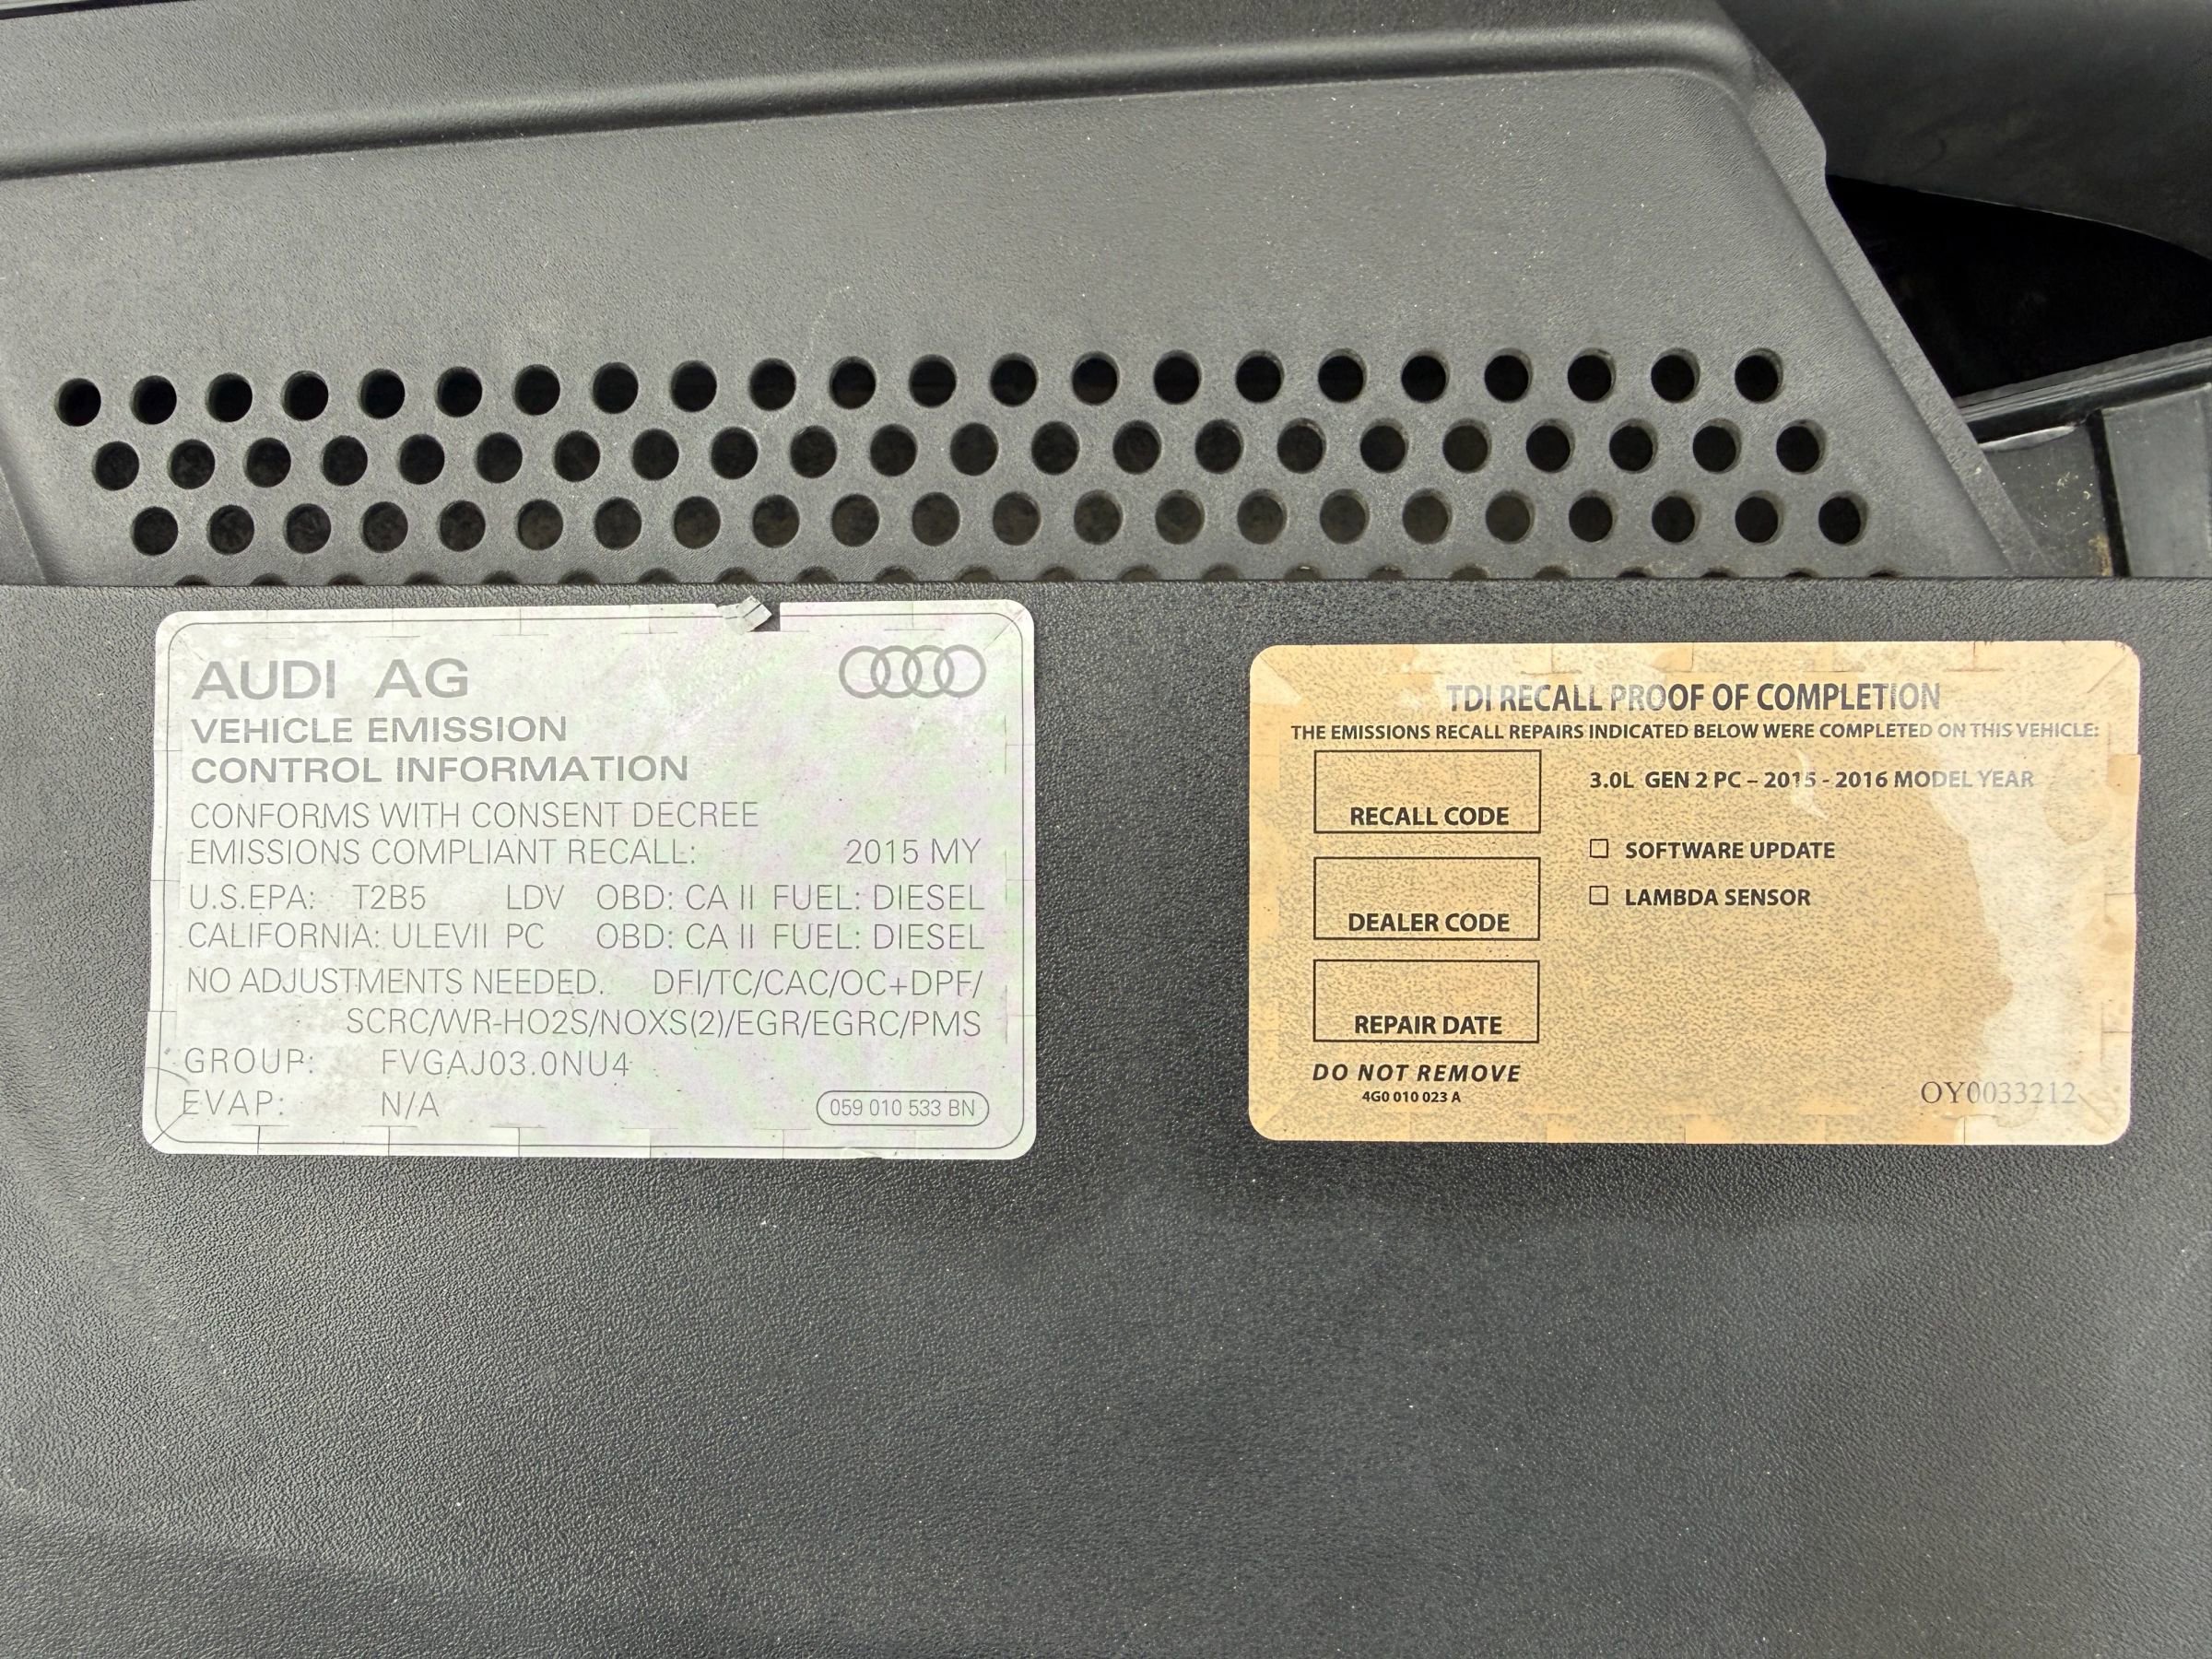 AUDI AG
VEHICLE EMISSION
CONTROL INFORMATION
CONFORMS WITH CONSENT DECREE
EMISSIONS COMPLIANT RECALL: 2015 MY
U.S.EPA: T2B5 LDV OBD: CA II FUEL: DIESEL
CALIFORNIA: ULEVII PC OBD: CA II FUEL: DIESEL
NO ADJUSTMENTS NEEDED. DFI/TC/CAC/OC+DPF/
SCRC/WR-HO2S/NOXS(2)/EGR/EGRC/PMS
GROUP: FVGAJ03.0NU4
EVAP: N/A
059 010 533 BN
TDI RECALL PROOF OF COMPLETION
THE EMISSIONS RECALL REPAIRS INDICATED BELOW WERE COMPLETED ON THIS VEHICLE:
RECALL CODE
DEALER CODE
REPAIR DATE
3.0L GEN 2 PC – 2015 - 2016 MODEL YEAR
☐ SOFTWARE UPDATE
☐ LAMBDA SENSOR
DO NOT REMOVE
4G0 010 023 A
OY0033212